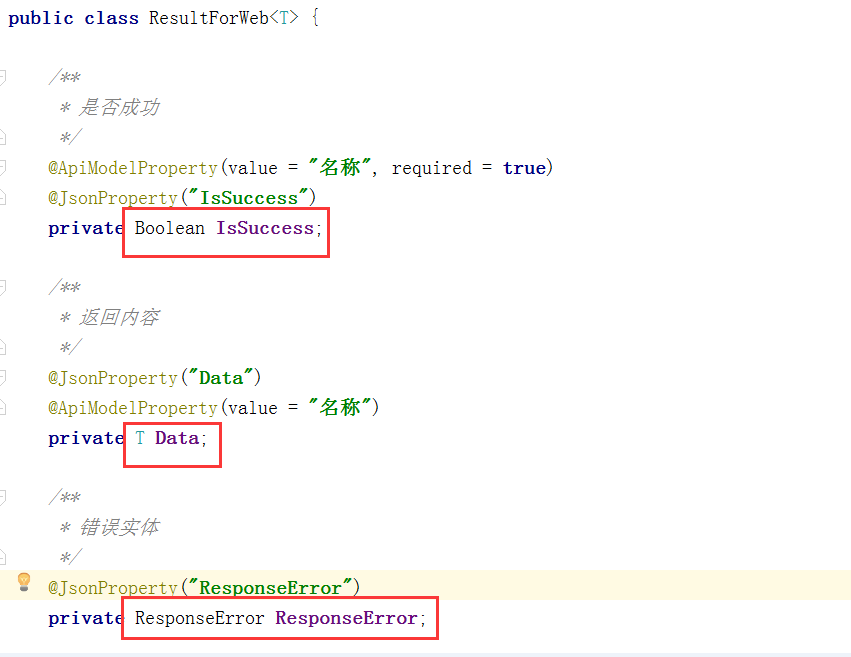 public class ResultForWeb<T> {
/**
* 是否成功
*/
@ApiModelProperty(value = "名称", required = true)
@JsonProperty("IsSuccess")
private Boolean IsSuccess;
/**
* 返回内容
*/
@JsonProperty("Data")
@ApiModelProperty(value = "名称")
private T Data;
/**
* 错误实体
*/
@JsonProperty("ResponseError")
private ResponseError ResponseError;